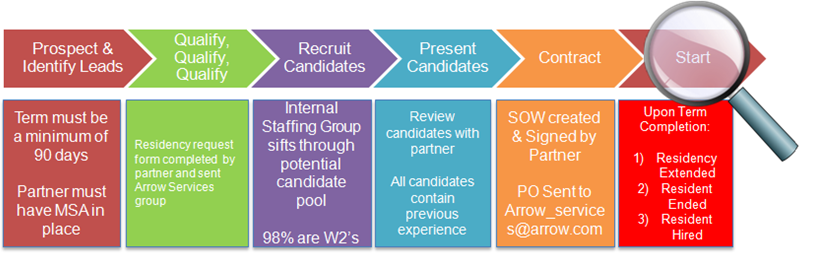 Prospect &
Identify Leads
Qualify,
Qualify,
Qualify
Recruit
Candidates
Present
Candidates
Contract
Start
Term must be
a minimum of
90 days
Partner must
have MSA in
place
Residency request
form completed by
partner and sent
Arrow Services
group
Internal
Staffing Group
sifts through
potential
candidate
pool
98% are W2's
Review
candidates with
partner
All candidates
contain
previous
experience
SOW created
& Signed by
Partner
PO Sent to
Arrow_service
s@arrow.com
Upon Term
Completion:
1) Residency
Extended
2) Resident
Ended
3) Resident
Hired